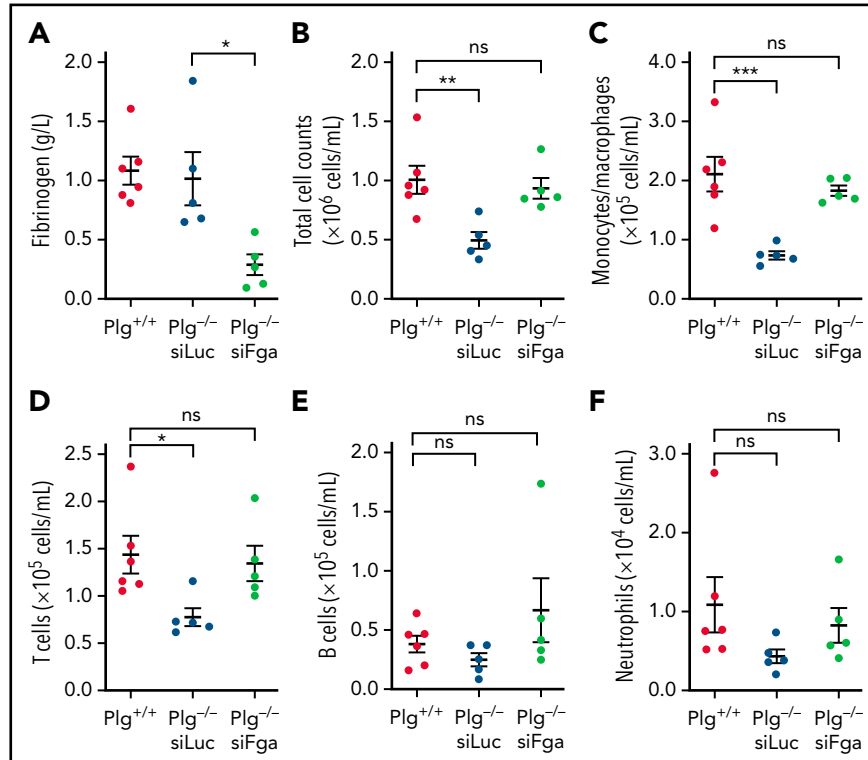 A
Fibrinogen (g/L)
2.0
1.5
1.0
0.5
0.0
*
Plg+/+
Plg−/−
siLuc
Plg−/−
siFga
B
Total cell counts
(×10⁶ cells/mL)
2.0
1.5
1.0
0.5
0.0
ns
**
Plg+/+
Plg−/−
siLuc
Plg−/−
siFga
C
Monocytes/macrophages
(×10⁵ cells/mL)
4.0
3.0
2.0
1.0
0.0
ns
***
Plg+/+
Plg−/−
siLuc
Plg−/−
siFga
D
T cells (×10⁵ cells/mL)
2.5
2.0
1.5
1.0
0.5
0.0
ns
*
Plg+/+
Plg−/−
siLuc
Plg−/−
siFga
E
B cells (×10⁵ cells/mL)
2.0
1.5
1.0
0.5
0.0
ns
ns
Plg+/+
Plg−/−
siLuc
Plg−/−
siFga
F
Neutrophils (×10⁴ cells/mL)
3.0
2.0
1.0
0.0
ns
ns
Plg+/+
Plg−/−
siLuc
Plg−/−
siFga